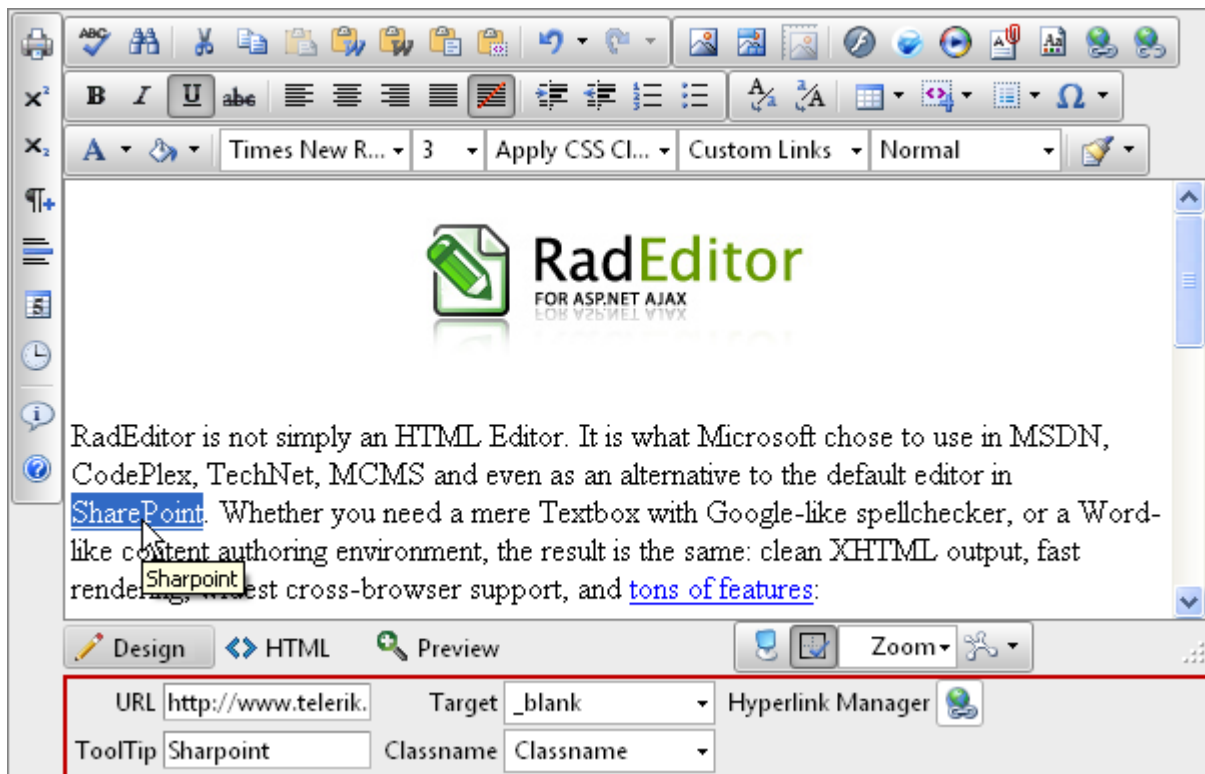 ABC
B I U abc
A Times New R... 3 Apply CSS Cl... Custom Links Normal
RadEditor
FOR ASP.NET AJAX
RadEditor is not simply an HTML Editor. It is what Microsoft chose to use in MSDN,
CodePlex, TechNet, MCMS and even as an alternative to the default editor in
SharePoint. Whether you need a mere Textbox with Google-like spellchecker, or a Word-
like content authoring environment, the result is the same: clean XHTML output, fast
Sharpoint
rendering, widest cross-browser support, and tons of features:
Design HTML Preview Zoom
URL http://www.telerik. Target _blank Hyperlink Manager
ToolTip Sharpoint Classname Classname